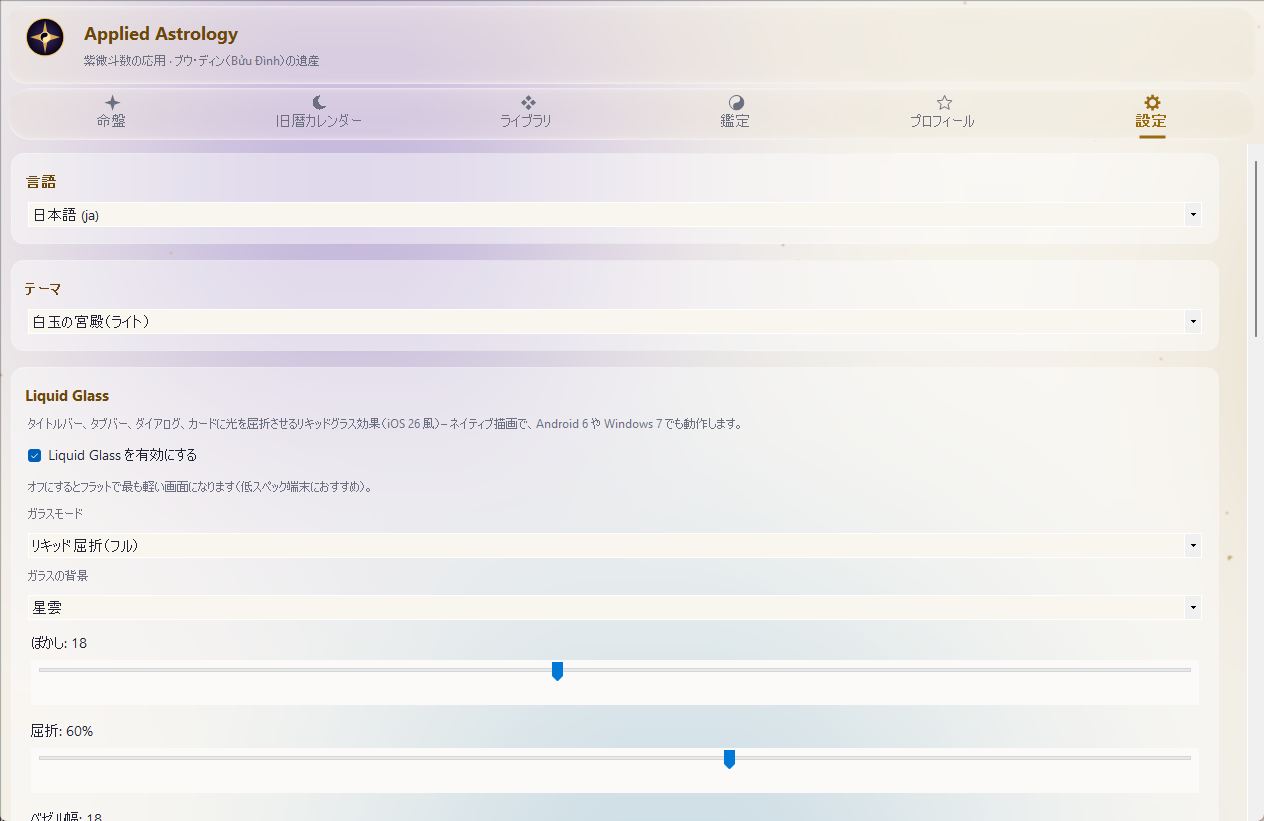 Applied Astrology
紫微斗数の応用 · ブウ・ディン(Bửu Đình)の遺産
命盤
旧暦カレンダー
ライブラリ
鑑定
プロフィール
設定
言語
日本語 (ja)
テーマ
白玉の宮殿(ライト)
Liquid Glass
タイトルバー、タブバー、ダイアログ、カードに光を屈折させるリキッドグラス効果(iOS 26 風) – ネイティブ描画で、Android 6 や Windows 7 でも動作します。
Liquid Glass を有効にする
オフにするとフラットで最も軽い画面になります(低スペック端末におすすめ)。
ガラスモード
リキッド屈折(フル)
ガラスの背景
星雲
ぼかし: 18
屈折: 60%
ベゼル幅: 18